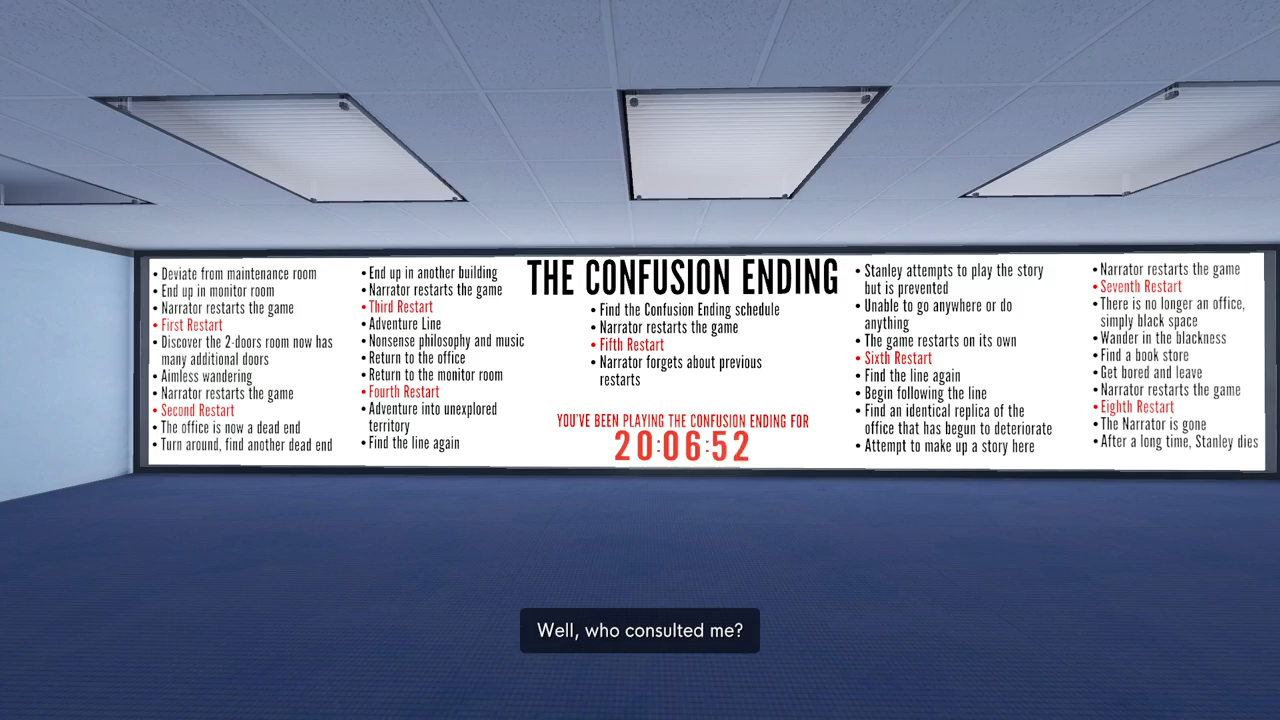 • Deviate from maintenance room
• End up in monitor room
• Narrator restarts the game
• First Restart
• Discover the 2-doors room now has
many additional doors
• Aimless wandering
• Narrator restarts the game
• Second Restart
• The office is now a dead end
• Turn around, find another dead end
• End up in another building
• Narrator restarts the game
• Third Restart
• Adventure Line
• Nonsense philosophy and music
• Return to the office
• Return to the monitor room
• Fourth Restart
• Adventure into unexplored
territory
• Find the line again
THE CONFUSION ENDING
• Find the Confusion Ending schedule
• Narrator restarts the game
• Fifth Restart
• Narrator forgets about previous
restarts
YOU'VE BEEN PLAYING THE CONFUSION ENDING FOR
20:06:52
• Stanley attempts to play the story
but is prevented
• Unable to go anywhere or do
anything
• The game restarts on its own
• Sixth Restart
• Find the line again
• Begin following the line
• Find an identical replica of the
office that has begun to deteriorate
• Attempt to make up a story here
• Narrator restarts the game
• Seventh Restart
• There is no longer an office,
simply black space
• Wander in the blackness
• Find a book store
• Get bored and leave
• Narrator restarts the game
• Eighth Restart
• The Narrator is gone
• After a long time, Stanley dies
Well, who consulted me?